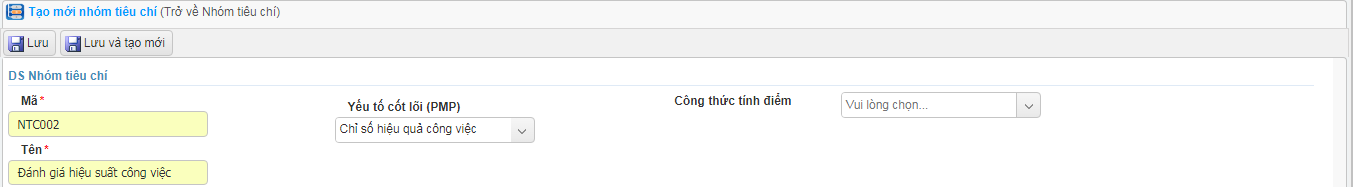 Tạo mới nhóm tiêu chí (Trở về Nhóm tiêu chí)
Lưu Lưu và tạo mới
DS Nhóm tiêu chí
Mã*
NTC002
Tên*
Đánh giá hiệu suất công việc
Yếu tố cốt lõi (PMP)
Chỉ số hiệu quả công việc
Công thức tính điểm
Vui lòng chọn...